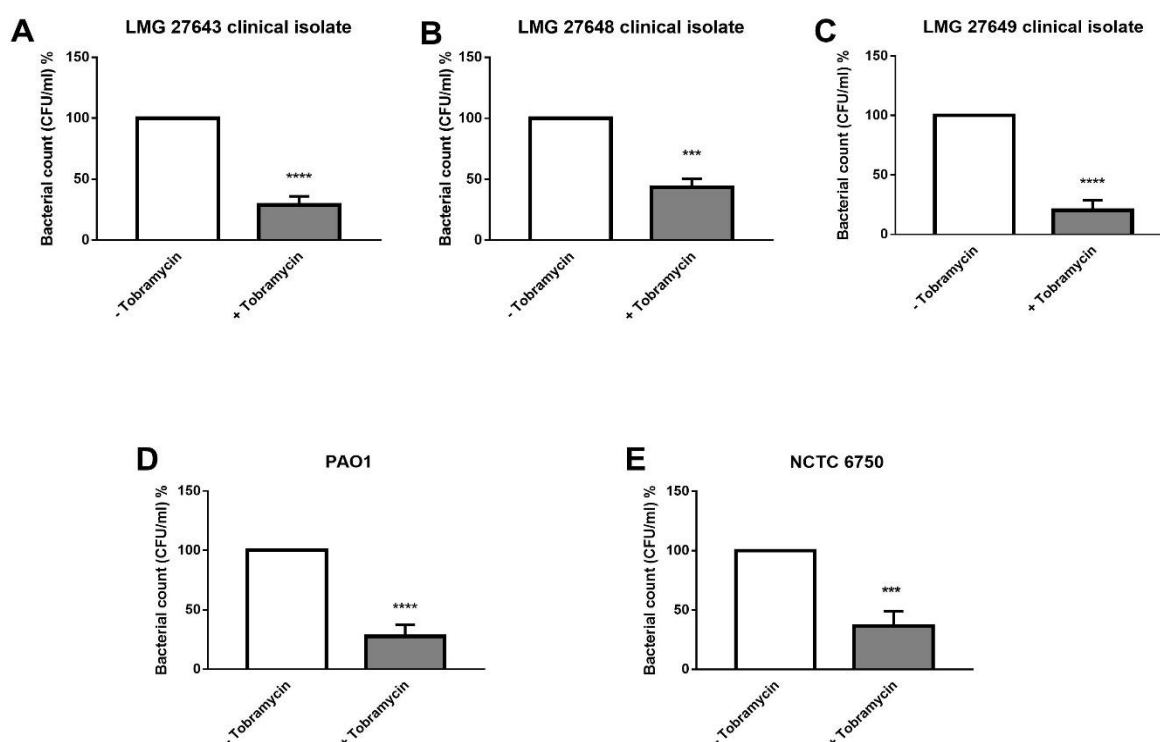 A
LMG 27643 clinical isolate
Bacterial count (CFU/ml) %
150
100
50
0
****
- Tobramycin
+ Tobramycin
B
LMG 27648 clinical isolate
Bacterial count (CFU/ml) %
150
100
50
0
***
- Tobramycin
+ Tobramycin
C
LMG 27649 clinical isolate
Bacterial count (CFU/ml) %
150
100
50
0
****
- Tobramycin
+ Tobramycin
D
PAO1
Bacterial count (CFU/ml) %
150
100
50
0
****
- Tobramycin
+ Tobramycin
E
NCTC 6750
Bacterial count (CFU/ml) %
150
100
50
0
***
- Tobramycin
+ Tobramycin